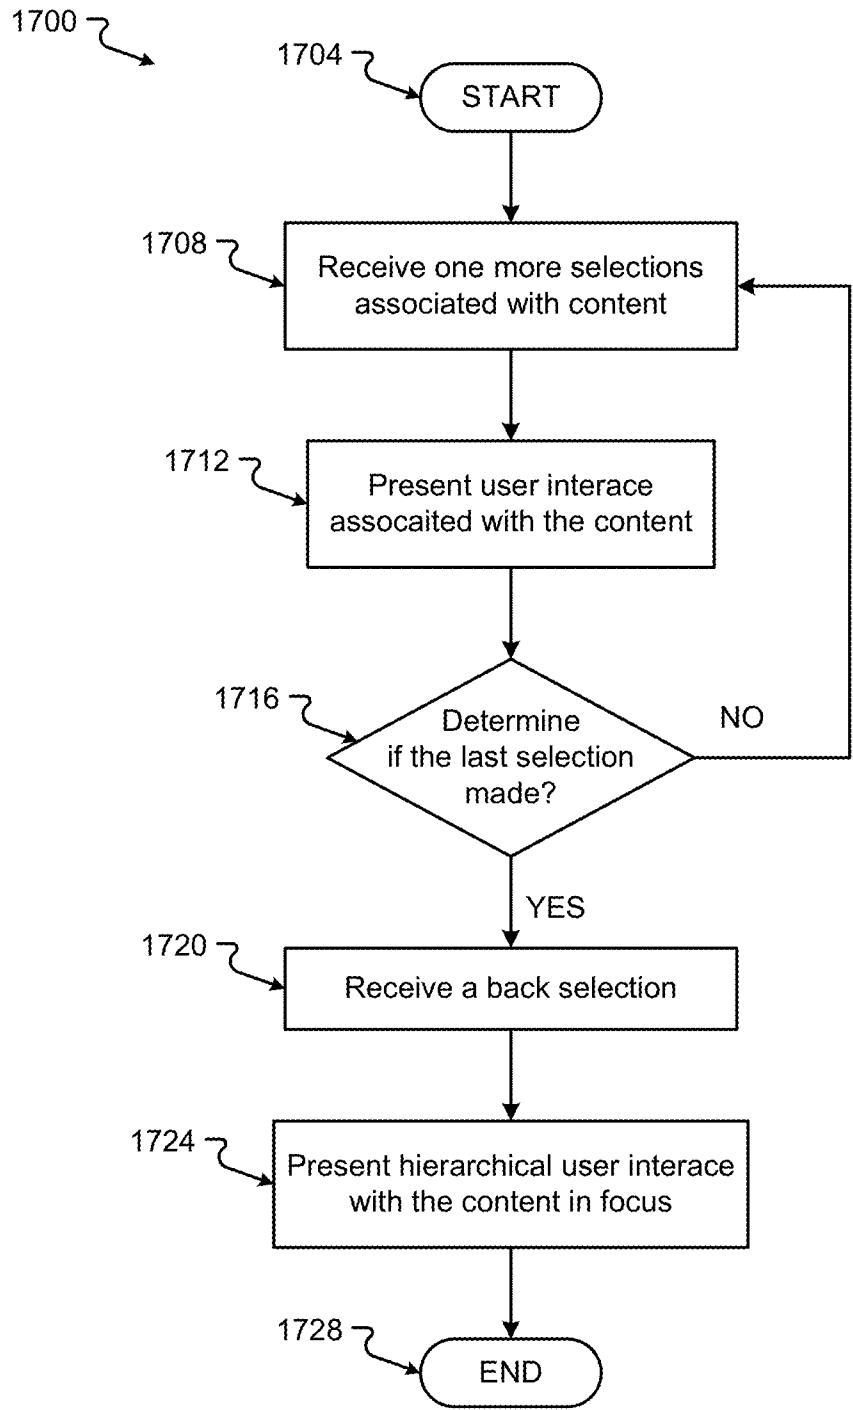 1700
1704
START
1708
Receive one more selections
associated with content
1712
Present user interace
assocaited with the content
1716
Determine
if the last selection
made?
NO
YES
1720
Receive a back selection
1724
Present hierarchical user interace
with the content in focus
1728
END